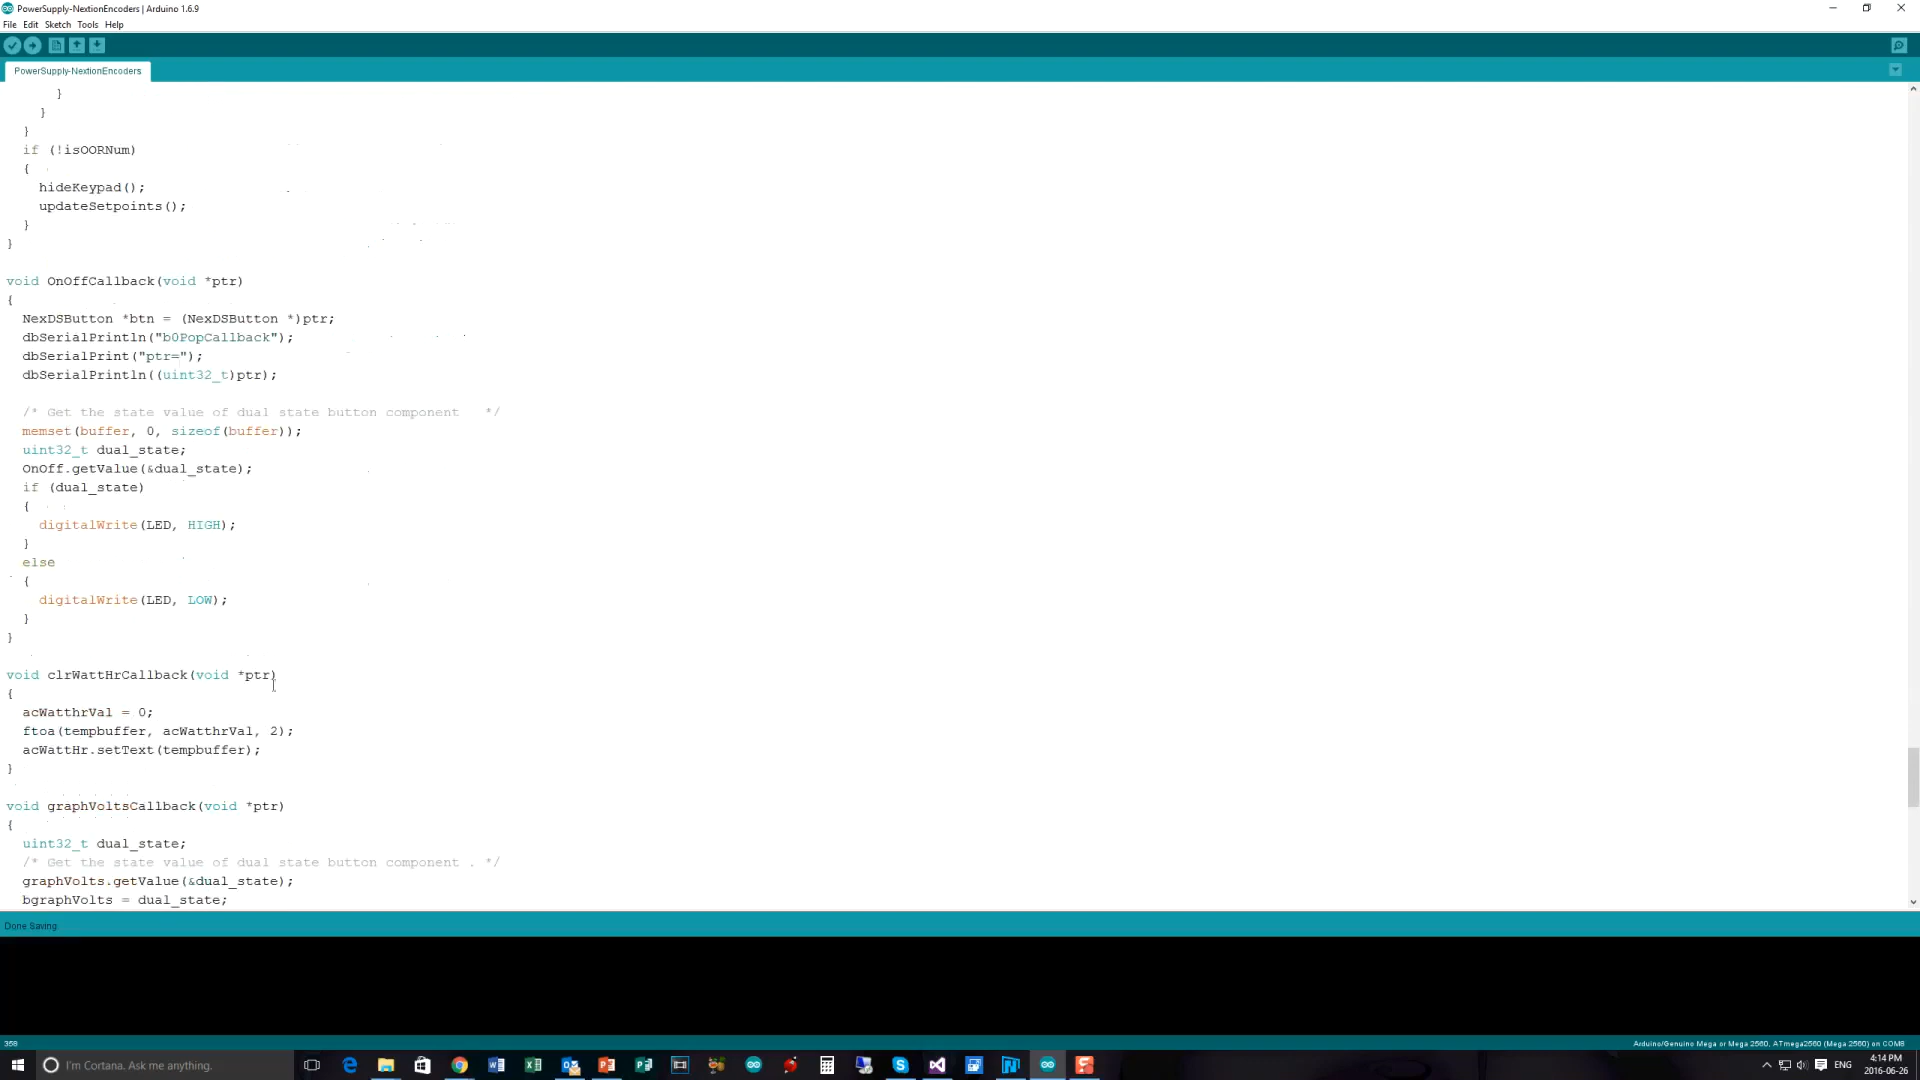 PowerSupply-NextionEncoders | Arduino 1.6.9
File Edit Sketch Tools Help
PowerSupply-NextionEncoders
}
}
}
if (!isOORNum)
{
hideKeypad();
updateSetpoints();
}
}
void OnOffCallback(void *ptr)
{
NexDSButton *btn = (NexDSButton *)ptr;
dbSerialPrintln("b0PopCallback");
dbSerialPrint("ptr=");
dbSerialPrintln((uint32_t)ptr);
/* Get the state value of dual state button component */
memset(buffer, 0, sizeof(buffer));
uint32_t dual_state;
OnOff.getValue(&dual_state);
if (dual_state)
{
digitalWrite(LED, HIGH);
}
else
{
digitalWrite(LED, LOW);
}
}
void clrWattHrCallback(void *ptr)
{
acWatthrVal = 0;
ftoa(tempbuffer, acWatthrVal, 2);
acWattHr.setText(tempbuffer);
}
void graphVoltsCallback(void *ptr)
{
uint32_t dual_state;
/* Get the state value of dual state button component . */
graphVolts.getValue(&dual_state);
bgraphVolts = dual_state;
Done Saving.
359
Arduino/Genuino Mega or Mega 2560, ATmega2560 (Mega 2560) on COM8
I'm Cortana. Ask me anything.
ENG
4:14 PM
2016-06-26